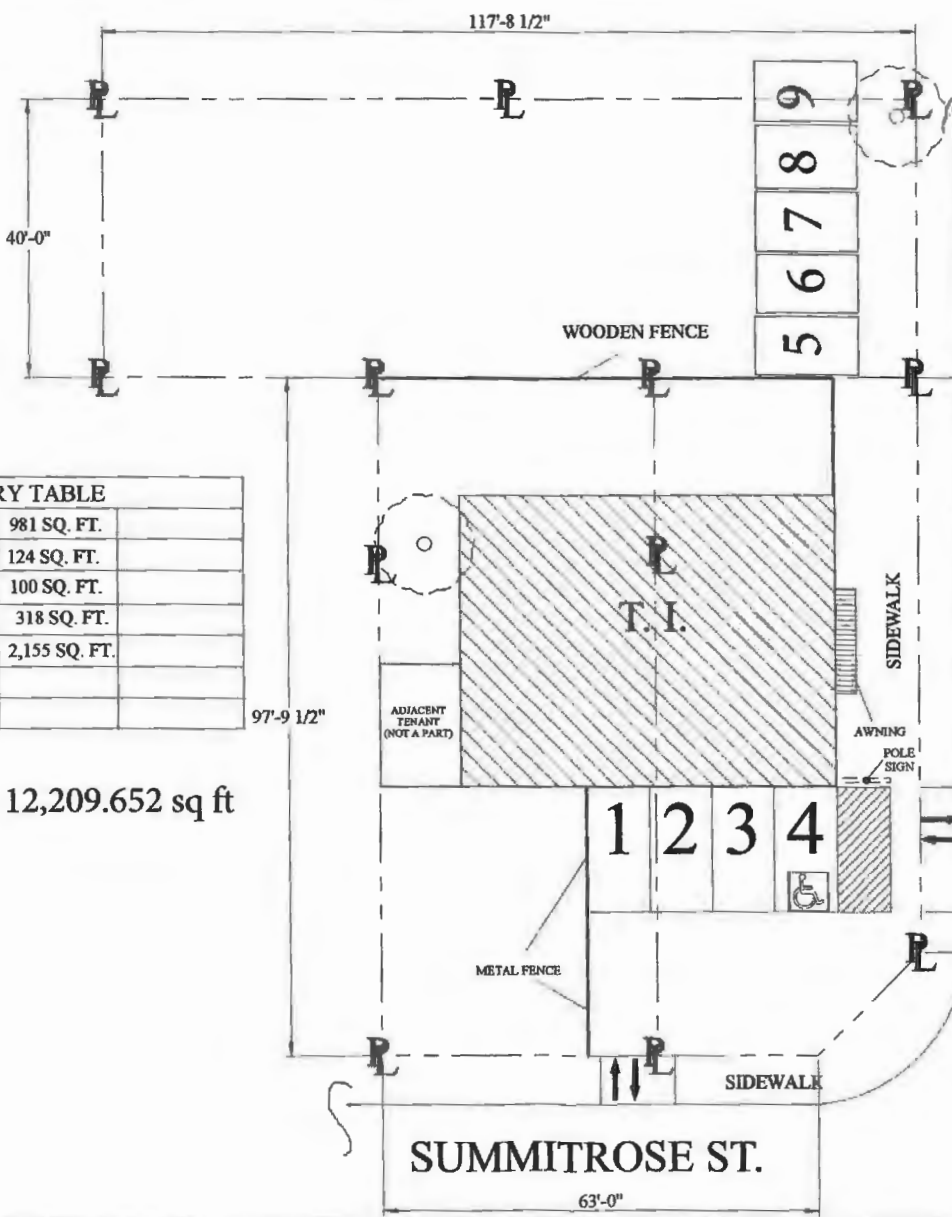 117'-8 1/2"
PL
PL
PL
9
8
7
6
5
40'-0"
WOODEN FENCE
PL
PL
PL
PL
RY TABLE
981 SQ. FT.
124 SQ. FT.
100 SQ. FT.
318 SQ. FT.
2,155 SQ. FT.
PL
PL
T. I.
SIDEWALK
ADJACENT
TENANT
(NOT A PART)
97'-9 1/2"
AWNING
POLE
SIGN
12,209.652 sq ft
1 2 3 4
METAL FENCE
PL
PL
PL
SIDEWALK
SUMMITROSE ST.
63'-0"